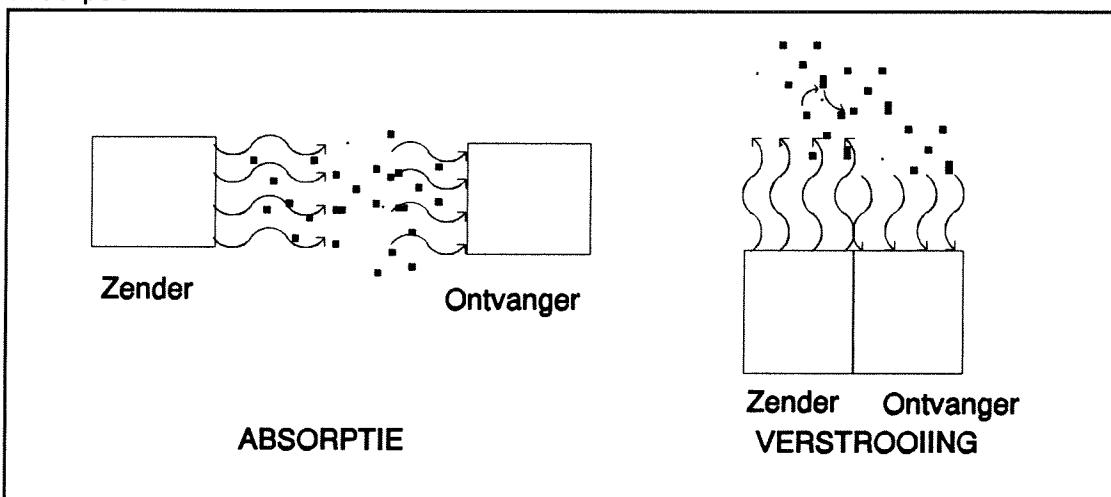 Zender
Ontvanger
ABSORPTIE
Zender
Ontvanger
VERSTROOIING